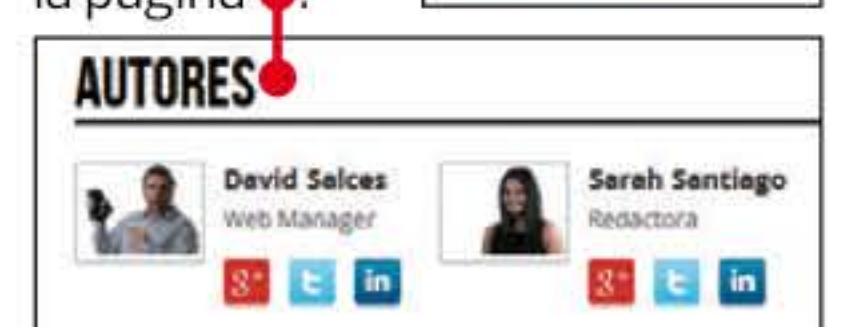 la página
AUTORES
David Salces
Web Manager
Sarah Santiago
Redactora
g+ t in
g+ t in